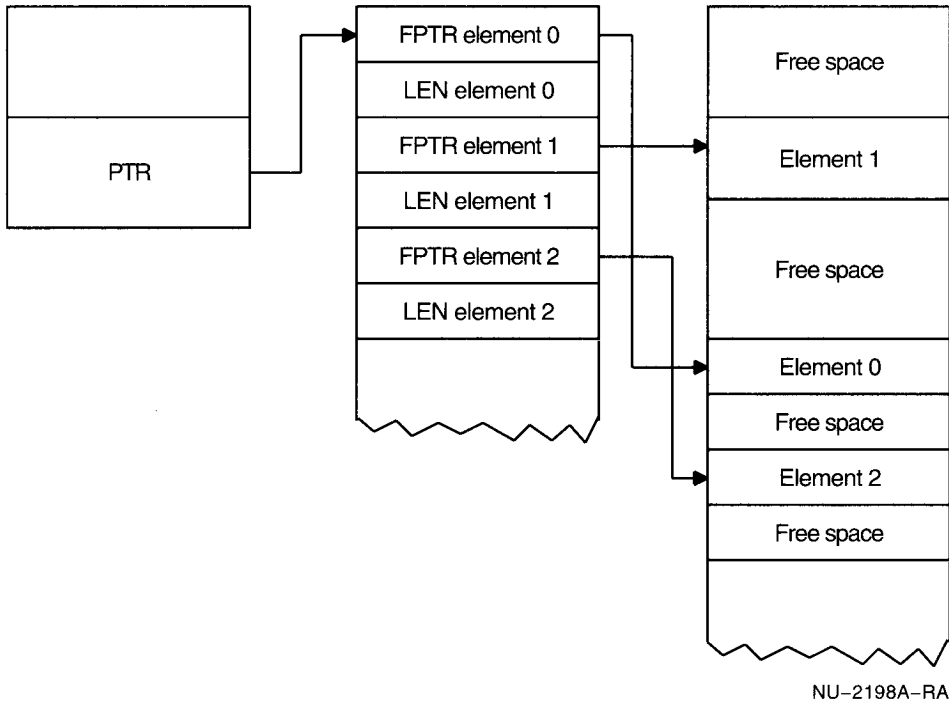 PTR
FPTR element 0
LEN element 0
FPTR element 1
LEN element 1
FPTR element 2
LEN element 2
Free space
Element 1
Free space
Element 0
Free space
Element 2
Free space
NU–2198A–RA